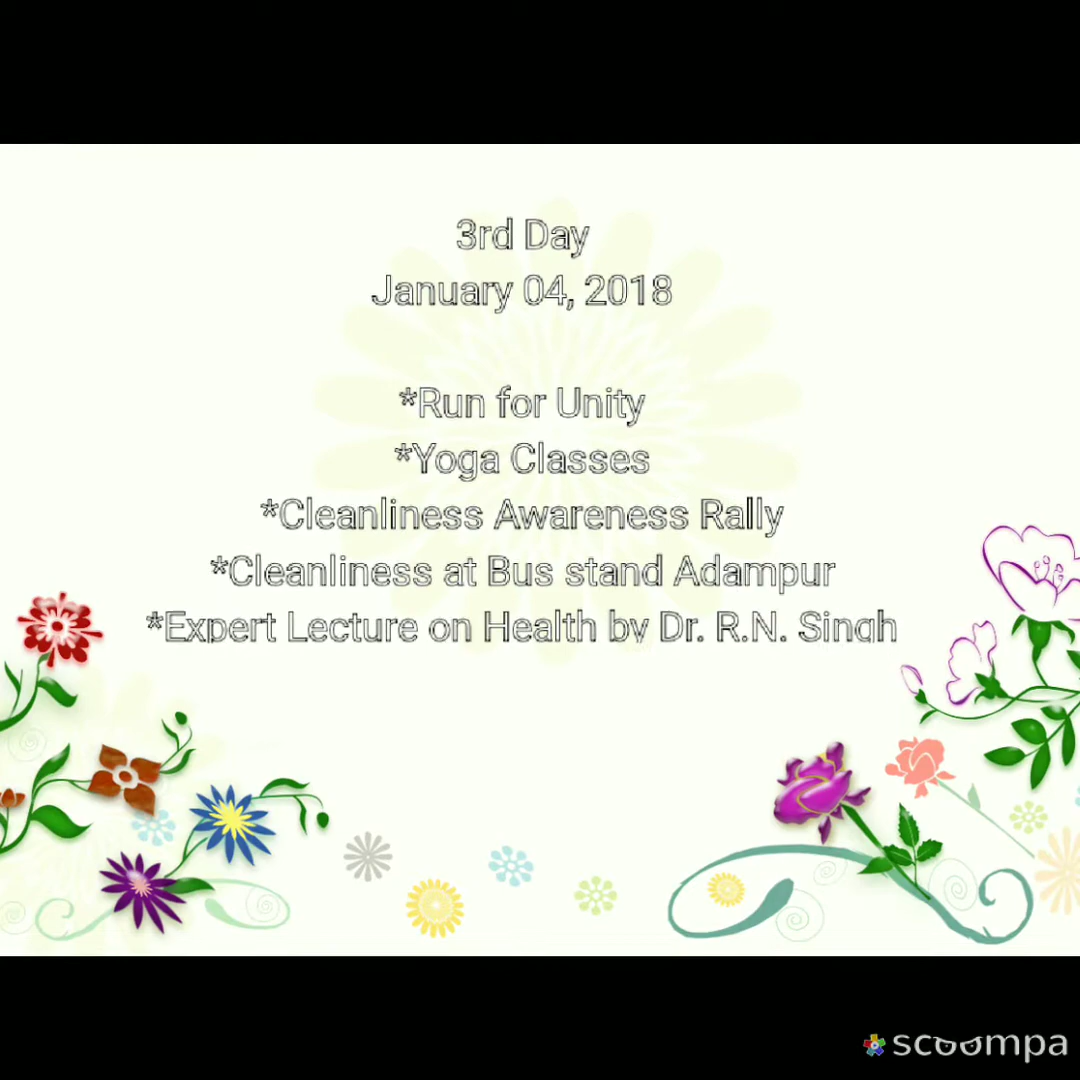 3rd Day
January 04, 2018
*Run for Unity
*Yoga Classes
*Cleanliness Awareness Rally
*Cleanliness at Bus stand Adampur
*Expert Lecture on Health by Dr. R.N. Singh
scoompa